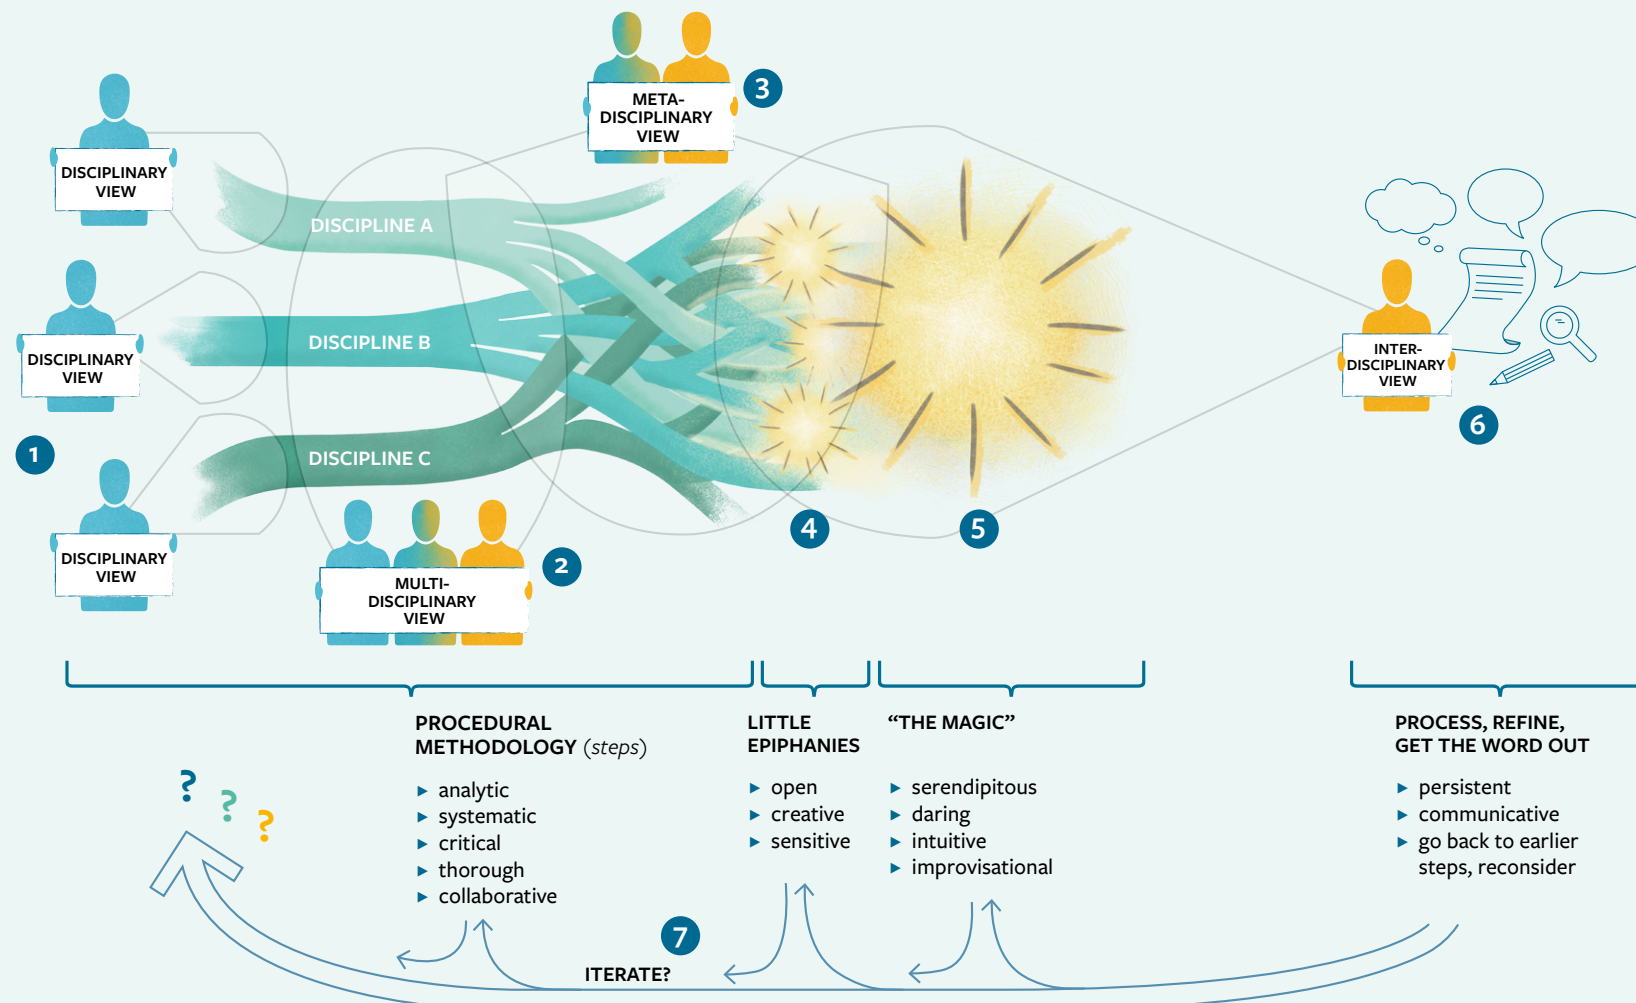 3
META-
DISCIPLINARY
VIEW
DISCIPLINARY
VIEW
DISCIPLINE A
DISCIPLINARY
VIEW
DISCIPLINE B
INTER-
DISCIPLINARY
VIEW
6
1
DISCIPLINE C
DISCIPLINARY
VIEW
4
5
2
MULTI-
DISCIPLINARY
VIEW
PROCEDURAL
METHODOLOGY (steps)
▶ analytic
▶ systematic
▶ critical
▶ thorough
▶ collaborative
LITTLE
EPIPHANIES
▶ open
▶ creative
▶ sensitive
“THE MAGIC”
▶ serendipitous
▶ daring
▶ intuitive
▶ improvisational
PROCESS, REFINE,
GET THE WORD OUT
▶ persistent
▶ communicative
▶ go back to earlier
steps, reconsider
? ? ?
7
ITERATE?